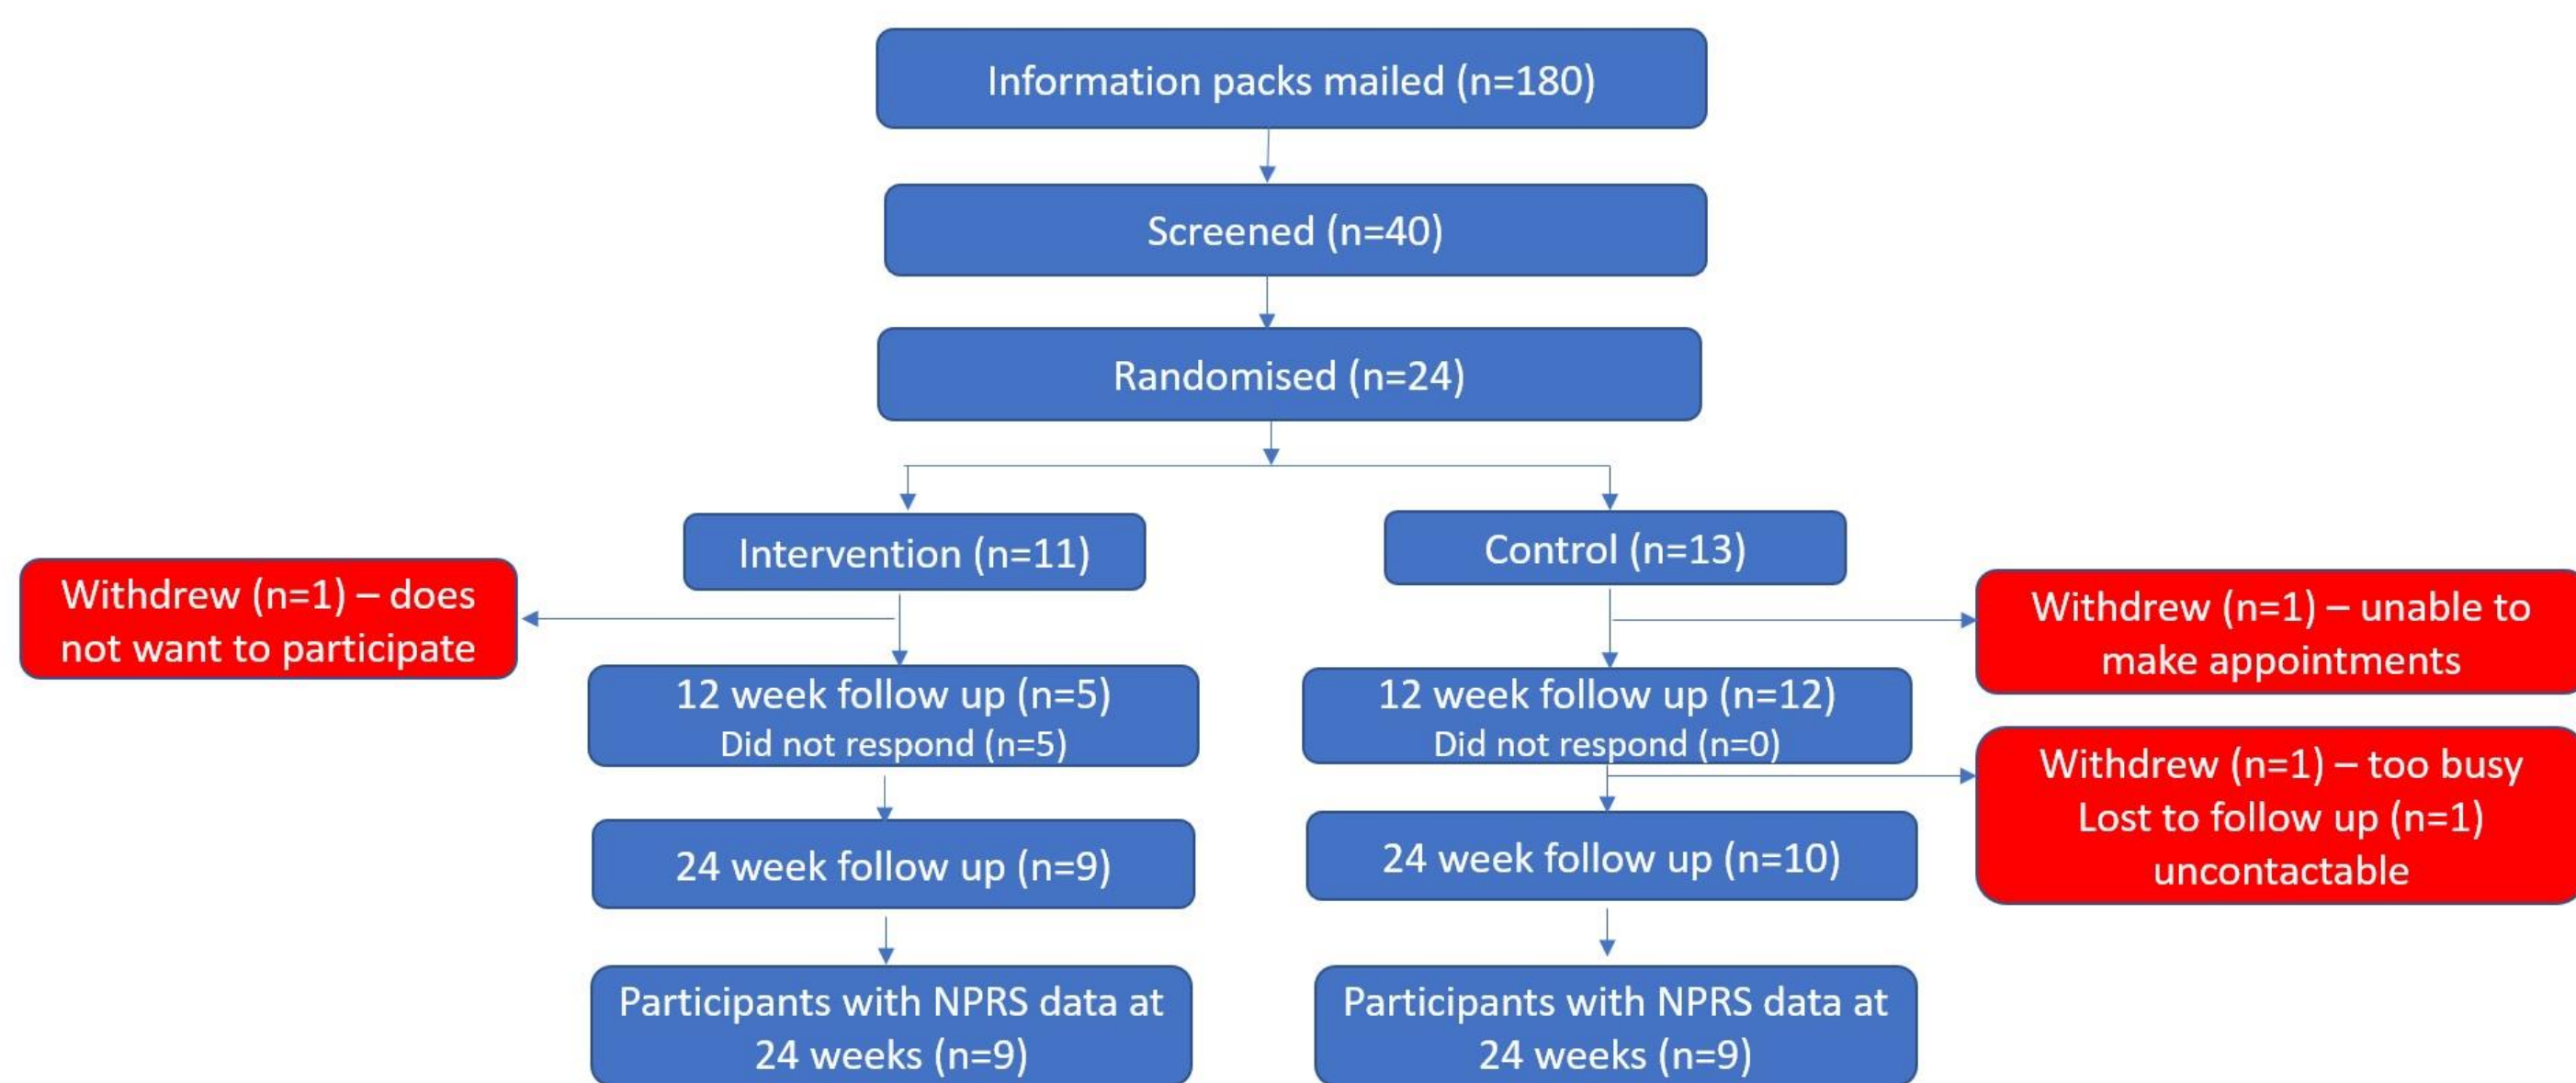 Information packs mailed (n=180)
Screened (n=40)
Randomised (n=24)
Intervention (n=11)
Control (n=13)
Withdrew (n=1) – does
not want to participate
Withdrew (n=1) – unable to
make appointments
12 week follow up (n=5)
Did not respond (n=5)
12 week follow up (n=12)
Did not respond (n=0)
Withdrew (n=1) – too busy
Lost to follow up (n=1)
uncontactable
24 week follow up (n=9)
24 week follow up (n=10)
Participants with NPRS data at
24 weeks (n=9)
Participants with NPRS data at
24 weeks (n=9)